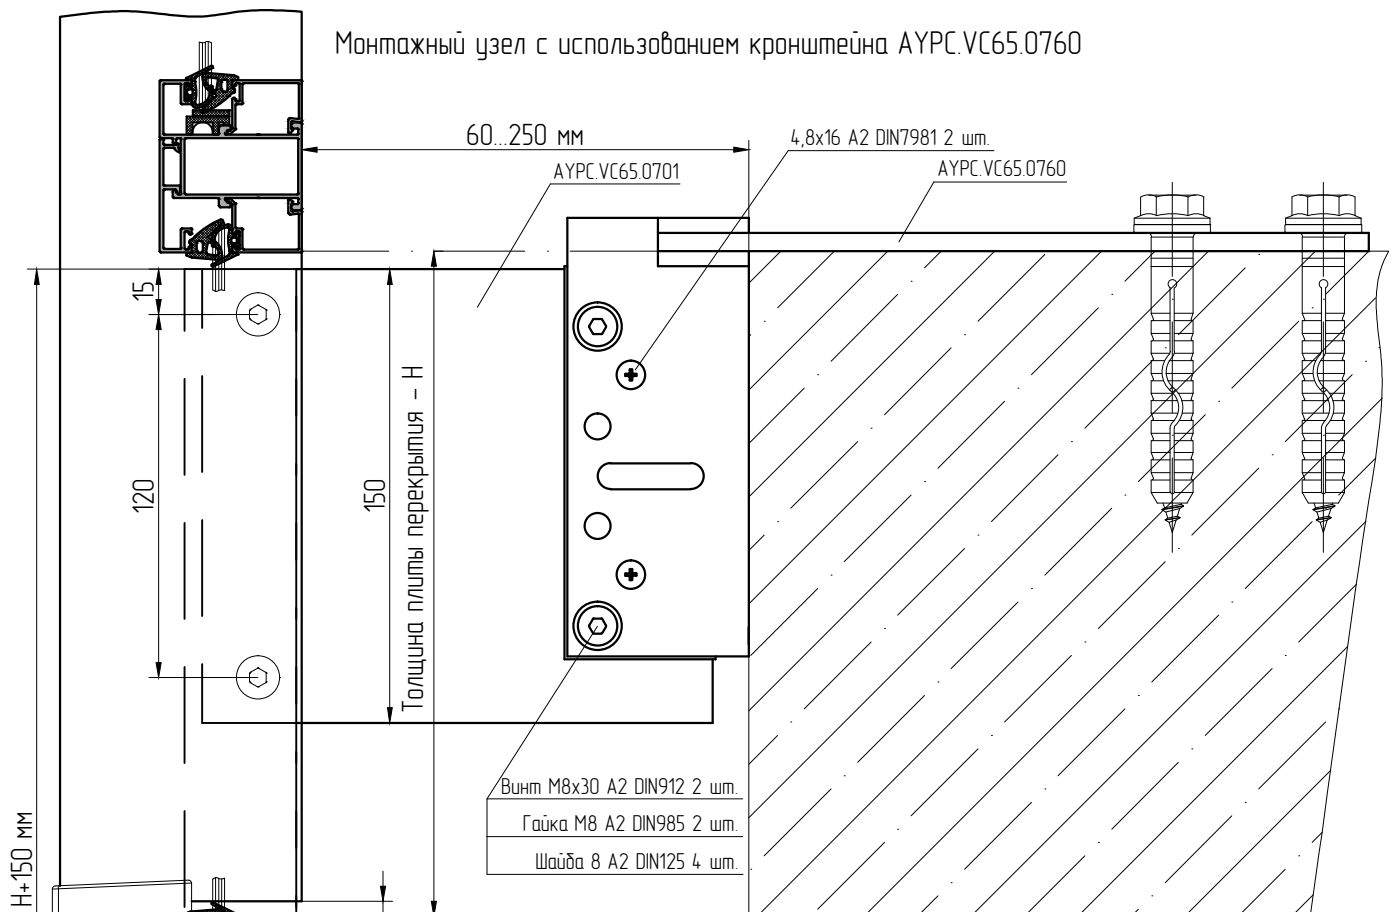 Монтажный узел с использованием кронштейна AYPC.VC65.0760
60...250 мм
4,8x16 A2 DIN7981 2 шт.
AYPC.VC65.0701
AYPC.VC65.0760
15
120
150
Толщина плиты перекрытия - H
H+150 мм
Винт M8x30 A2 DIN912 2 шт.
Гайка M8 A2 DIN985 2 шт.
Шайба 8 A2 DIN125 4 шт.